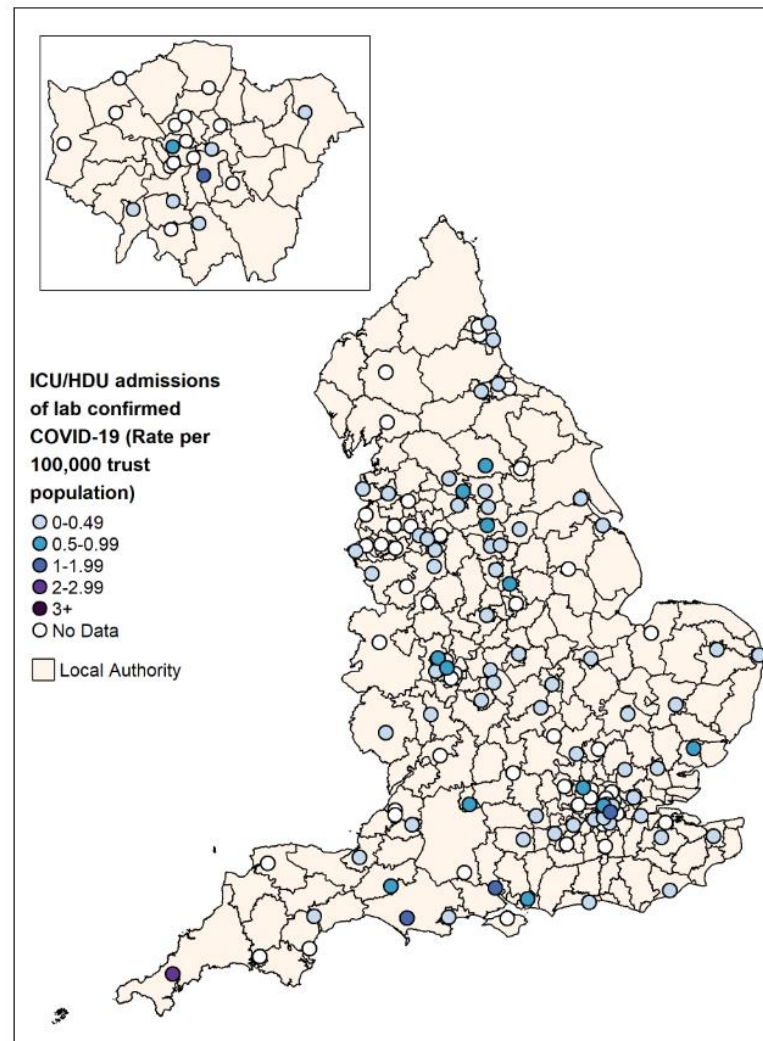 ICU/HDU admissions
of lab confirmed
COVID-19 (Rate per
100,000 trust
population)
0-0.49
0.5-0.99
1-1.99
2-2.99
3+
No Data
Local Authority